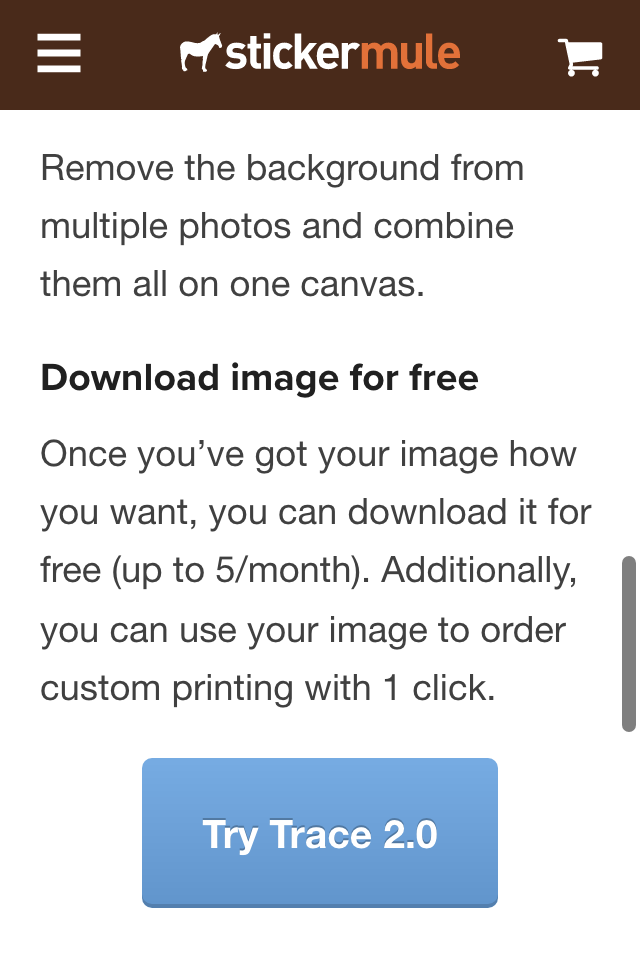 stickermule
Remove the background from
multiple photos and combine
them all on one canvas.
Download image for free
Once you’ve got your image how
you want, you can download it for
free (up to 5/month). Additionally,
you can use your image to order
custom printing with 1 click.
Try Trace 2.0